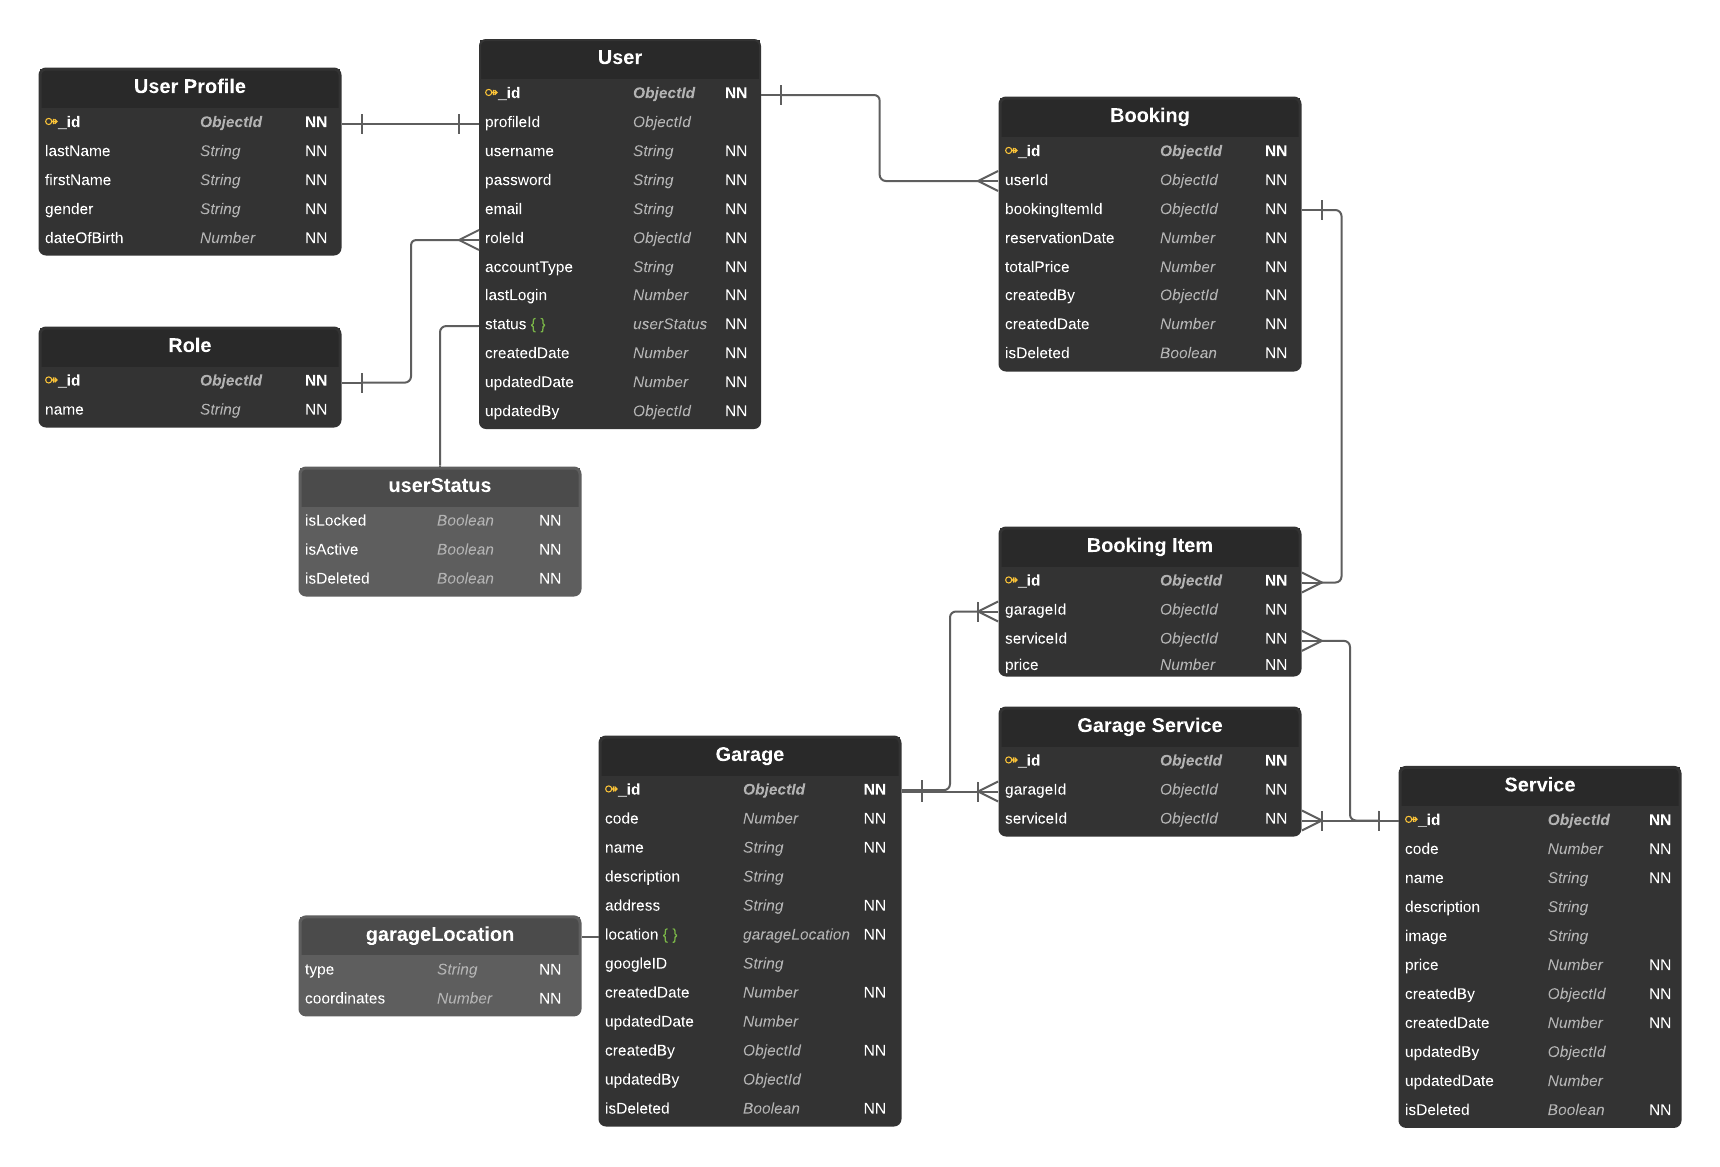 User Profile
_id ObjectId NN
lastName String NN
firstName String NN
gender String NN
dateOfBirth Number NN
User
_id ObjectId NN
profileId ObjectId
username String NN
password String NN
email String NN
roleId ObjectId NN
accountType String NN
lastLogin Number NN
status { } userStatus NN
createdDate Number NN
updatedDate Number NN
updatedBy ObjectId NN
Booking
_id ObjectId NN
userId ObjectId NN
bookingItemId ObjectId NN
reservationDate Number NN
totalPrice Number NN
createdBy ObjectId NN
createdDate Number NN
isDeleted Boolean NN
Role
_id ObjectId NN
name String NN
userStatus
isLocked Boolean NN
isActive Boolean NN
isDeleted Boolean NN
Booking Item
_id ObjectId NN
garageId ObjectId NN
serviceId ObjectId NN
price Number NN
Garage Service
_id ObjectId NN
garageId ObjectId NN
serviceId ObjectId NN
Garage
_id ObjectId NN
code Number NN
name String NN
description String
address String NN
location { } garageLocation NN
googleID String
createdDate Number NN
updatedDate Number
createdBy ObjectId NN
updatedBy ObjectId
isDeleted Boolean NN
garageLocation
type String NN
coordinates Number NN
Service
_id ObjectId NN
code Number NN
name String NN
description String
image String
price Number NN
createdBy ObjectId NN
createdDate Number NN
updatedBy ObjectId
updatedDate Number
isDeleted Boolean NN